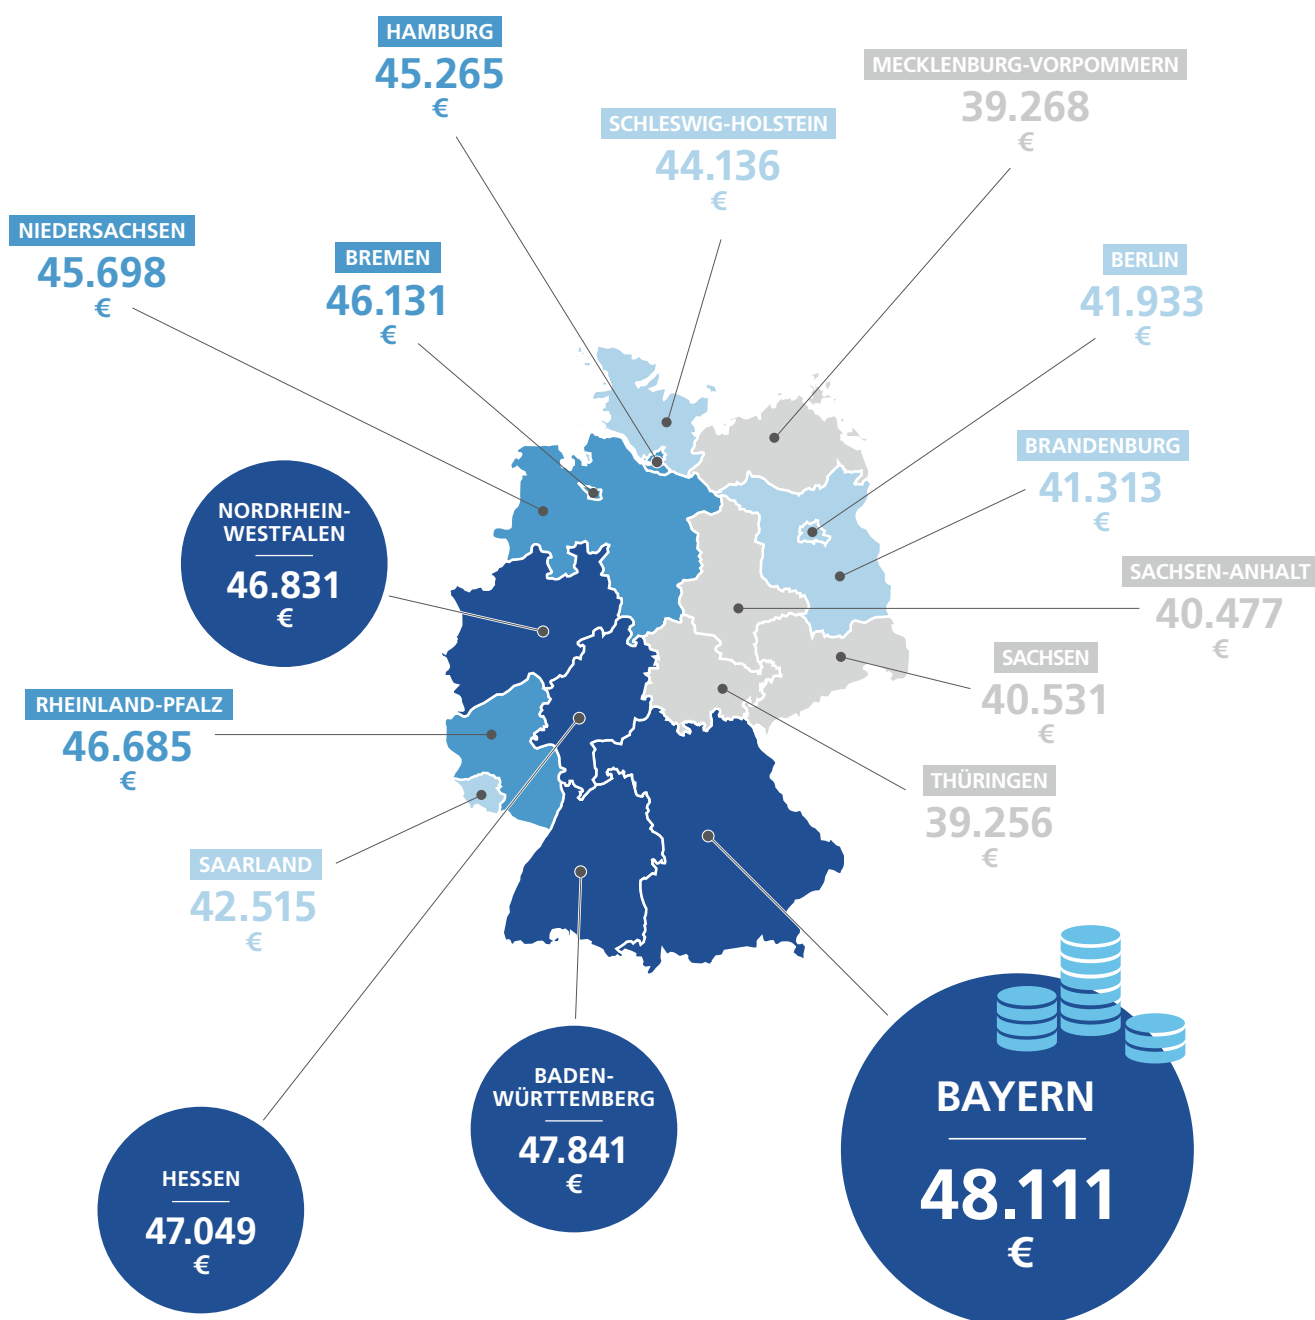 HAMBURG
45.265
€
MECKLENBURG-VORPOMMERN
39.268
€
SCHLESWIG-HOLSTEIN
44.136
€
NIEDERSACHSEN
45.698
€
BREMEN
46.131
€
BERLIN
41.933
€
BRANDENBURG
41.313
€
NORDRHEIN-
WESTFALEN
46.831
€
SACHSEN-ANHALT
40.477
€
SACHSEN
40.531
€
RHEINLAND-PFALZ
46.685
€
THÜRINGEN
39.256
€
SAARLAND
42.515
€
BADEN-
WÜRTTEMBERG
47.841
€
BAYERN
48.111
€
HESSEN
47.049
€